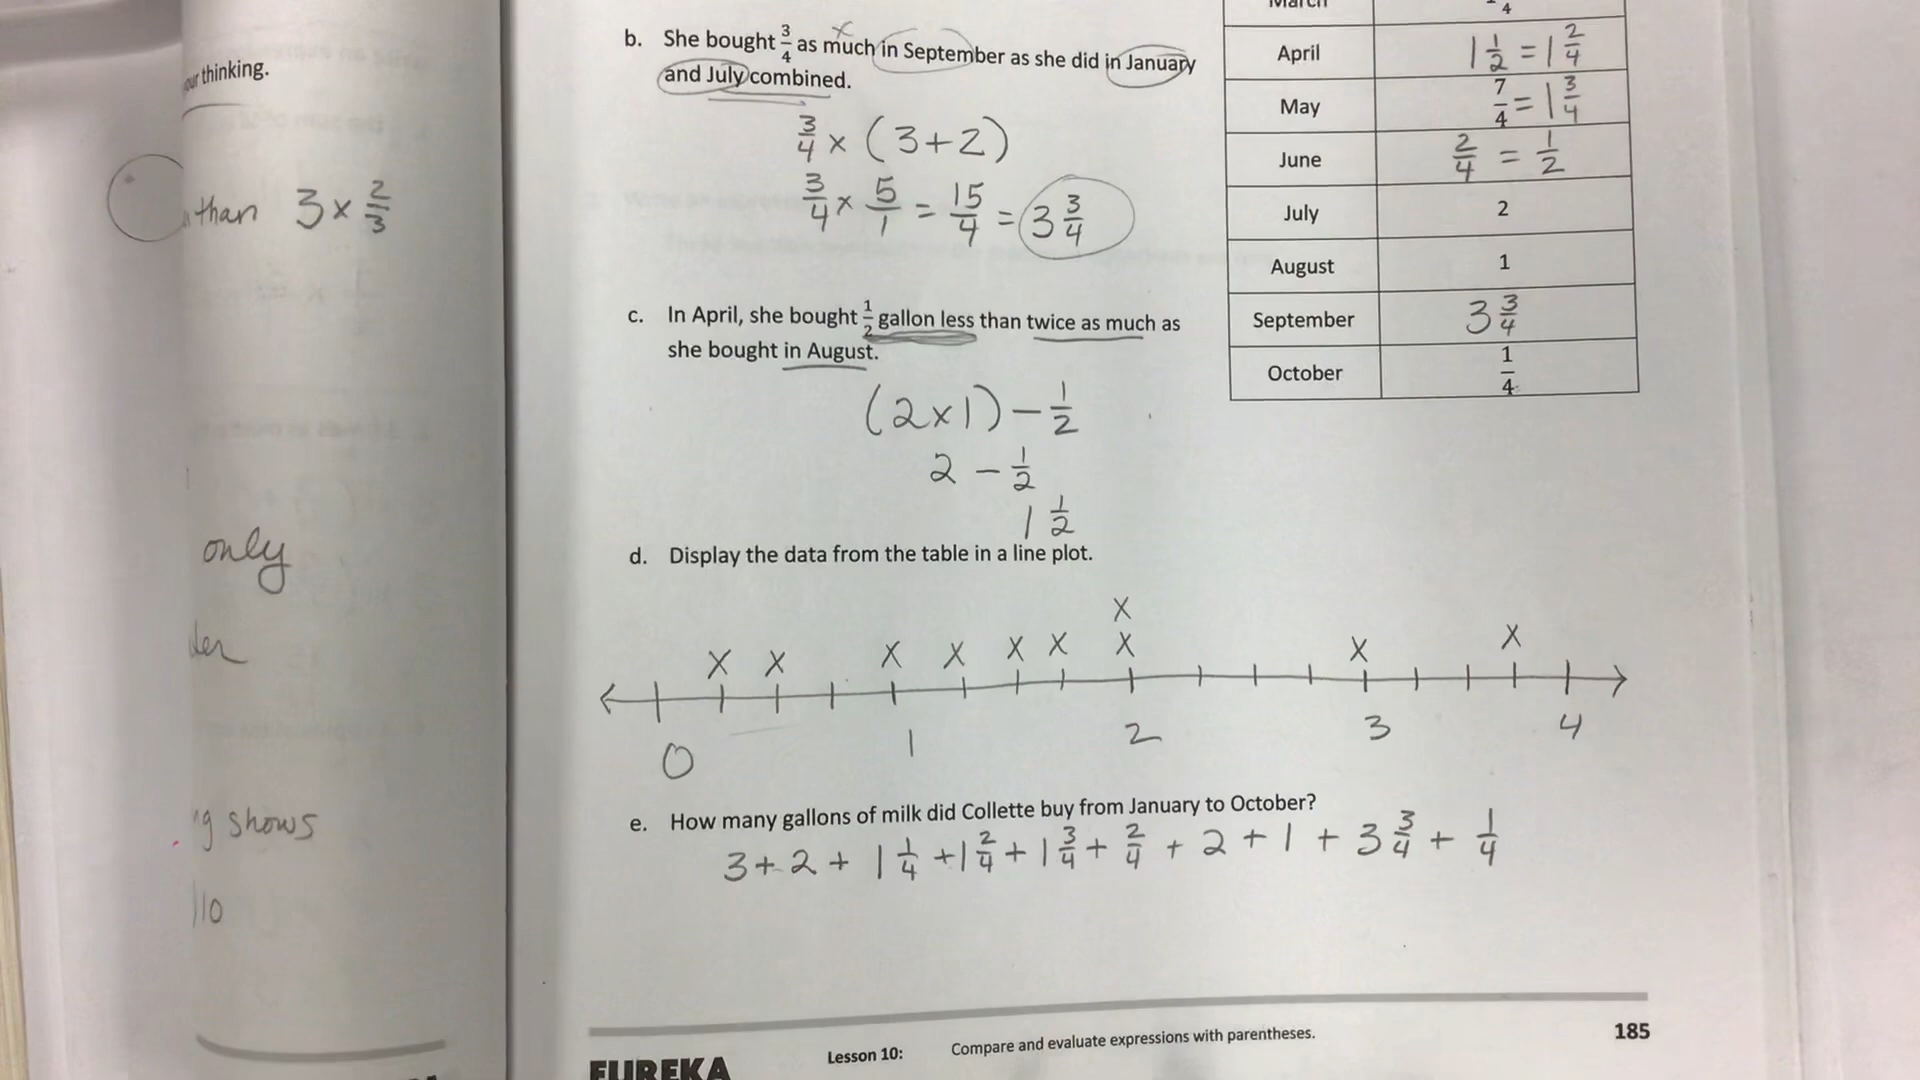 thinking.
than 3 x 2/3
only
g shows
b. She bought 3/4 as much in September as she did in January
and July combined.
3/4 x (3+2)
3/4 x 5/1 = 15/4 = 3 3/4
c. In April, she bought 1/2 gallon less than twice as much as
she bought in August.
(2x1) - 1/2
2 - 1/2
1 1/2
March
April 1 1/2 = 1 2/4
May 7/4 = 1 3/4
June 2/4 = 1/2
July 2
August 1
September 3 3/4
October 1/4
d. Display the data from the table in a line plot.
X
X X X X X X X X X
0 1 2 3 4
e. How many gallons of milk did Collette buy from January to October?
3 + 2 + 1 1/4 + 1 2/4 + 1 3/4 + 2/4 + 2 + 1 + 3 3/4 + 1/4
EUREKA Lesson 10: Compare and evaluate expressions with parentheses. 185